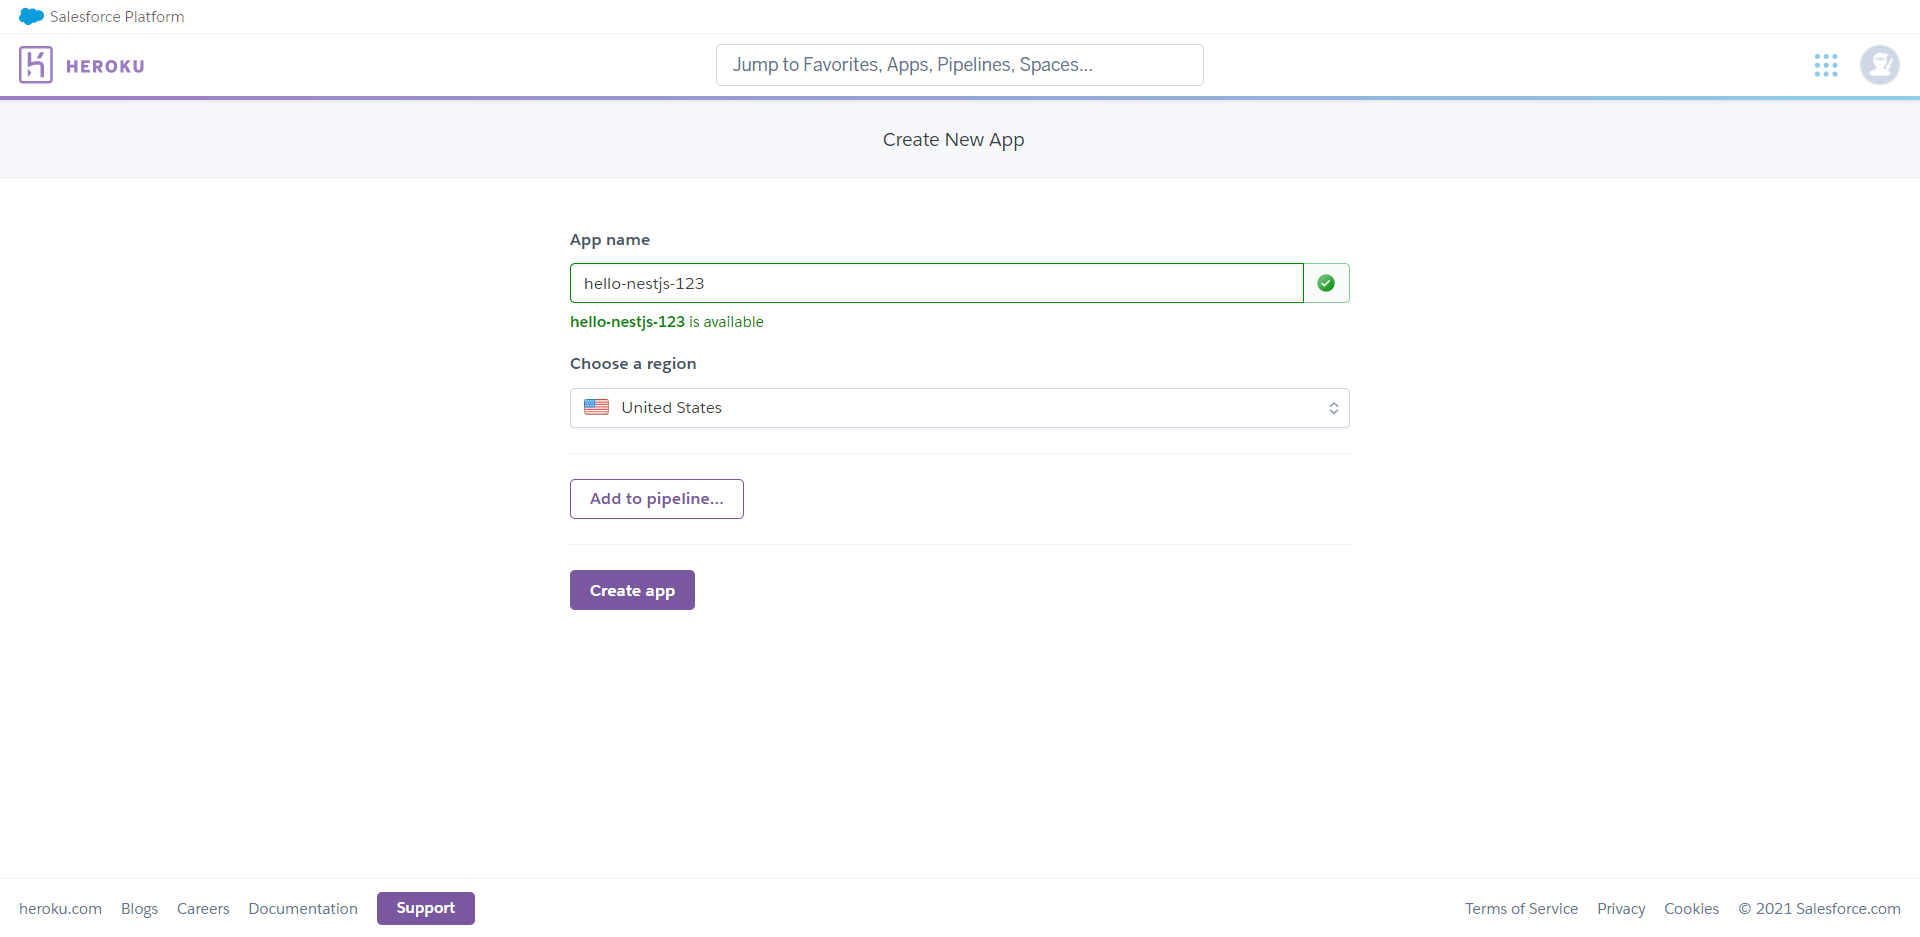 Salesforce Platform
HEROKU
Jump to Favorites, Apps, Pipelines, Spaces...
Create New App
App name
hello-nestjs-123
hello-nestjs-123 is available
Choose a region
United States
Add to pipeline...
Create app
heroku.com Blogs Careers Documentation Support Terms of Service Privacy Cookies © 2021 Salesforce.com